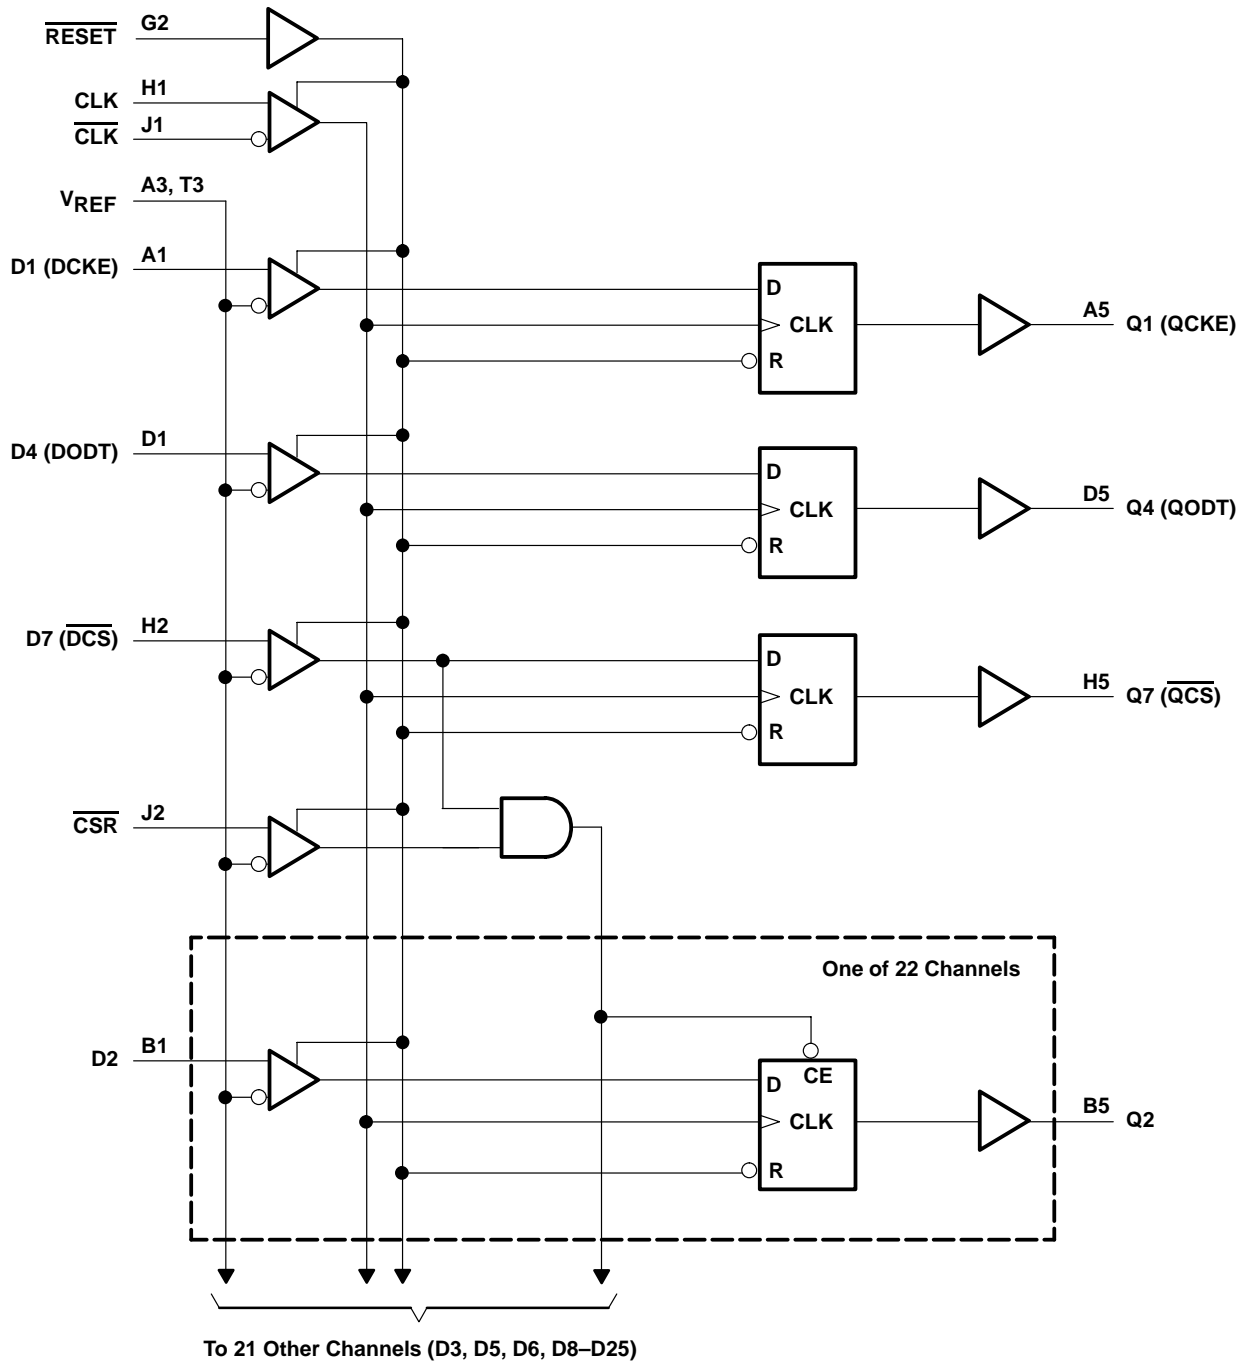 RESET G2
CLK H1
CLK J1
VREF A3, T3
D1 (DCKE) A1
D
CLK
R
A5 Q1 (QCKE)
D4 (DODT) D1
D
CLK
R
D5 Q4 (QODT)
D7 (DCS) H2
D
CLK
R
H5 Q7 (QCS)
CSR J2
One of 22 Channels
D2 B1
CE
D
CLK
R
B5 Q2
To 21 Other Channels (D3, D5, D6, D8–D25)